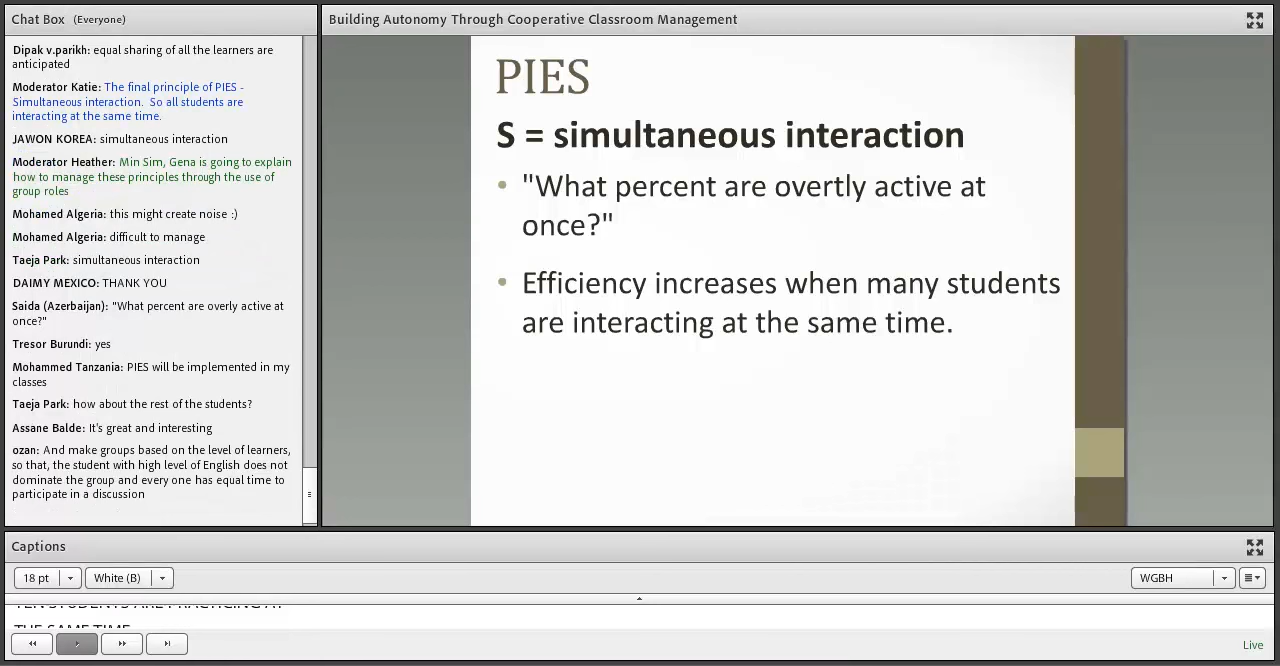 Chat Box (Everyone)
Dipak v.parikh: equal sharing of all the learners are
anticipated
Moderator Katie: The final principle of PIES -
Simultaneous interaction. So all students are
interacting at the same time.
JAWON KOREA: simultaneous interaction
Moderator Heather: Min Sim, Gena is going to explain
how to manage these principles through the use of
group roles
Mohamed Algeria: this might create noise :)
Mohamed Algeria: difficult to manage
Taeja Park: simultaneous interaction
DAIMY MEXICO: THANK YOU
Saida (Azerbaijan): "What percent are overly active at
once?"
Tresor Burundi: yes
Mohammed Tanzania: PIES will be implemented in my
classes
Taeja Park: how about the rest of the students?
Assane Balde: It's great and interesting
ozan: And make groups based on the level of learners,
so that, the student with high level of English does not
dominate the group and every one has equal time to
participate in a discussion
Building Autonomy Through Cooperative Classroom Management
PIES
S = simultaneous interaction
• "What percent are overtly active at
once?"
• Efficiency increases when many students
are interacting at the same time.
Captions
18 pt
White (B)
WGBH
TEN STUDENTS ARE PRACTICING AT
THE SAME TIME
Live